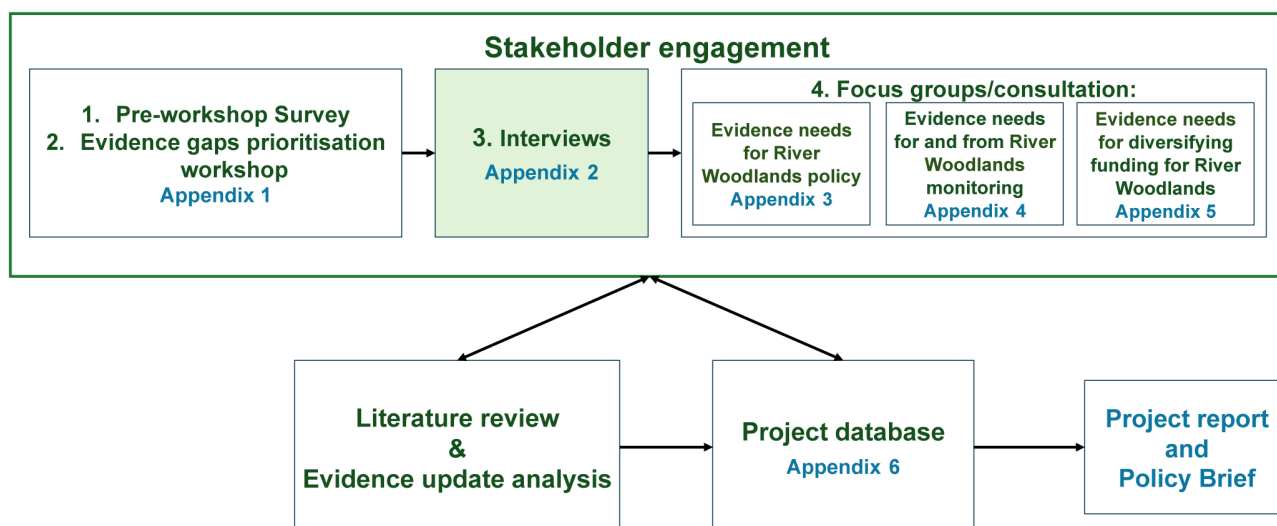 Stakeholder engagement
1. Pre-workshop Survey
2. Evidence gaps prioritisation
workshop
Appendix 1
3. Interviews
Appendix 2
4. Focus groups/consultation:
Evidence needs
for River
Woodlands policy
Appendix 3
Evidence needs
for and from River
Woodlands
monitoring
Appendix 4
Evidence needs
for diversifying
funding for River
Woodlands
Appendix 5
Literature review
&
Evidence update analysis
Project database
Appendix 6
Project report
and
Policy Brief